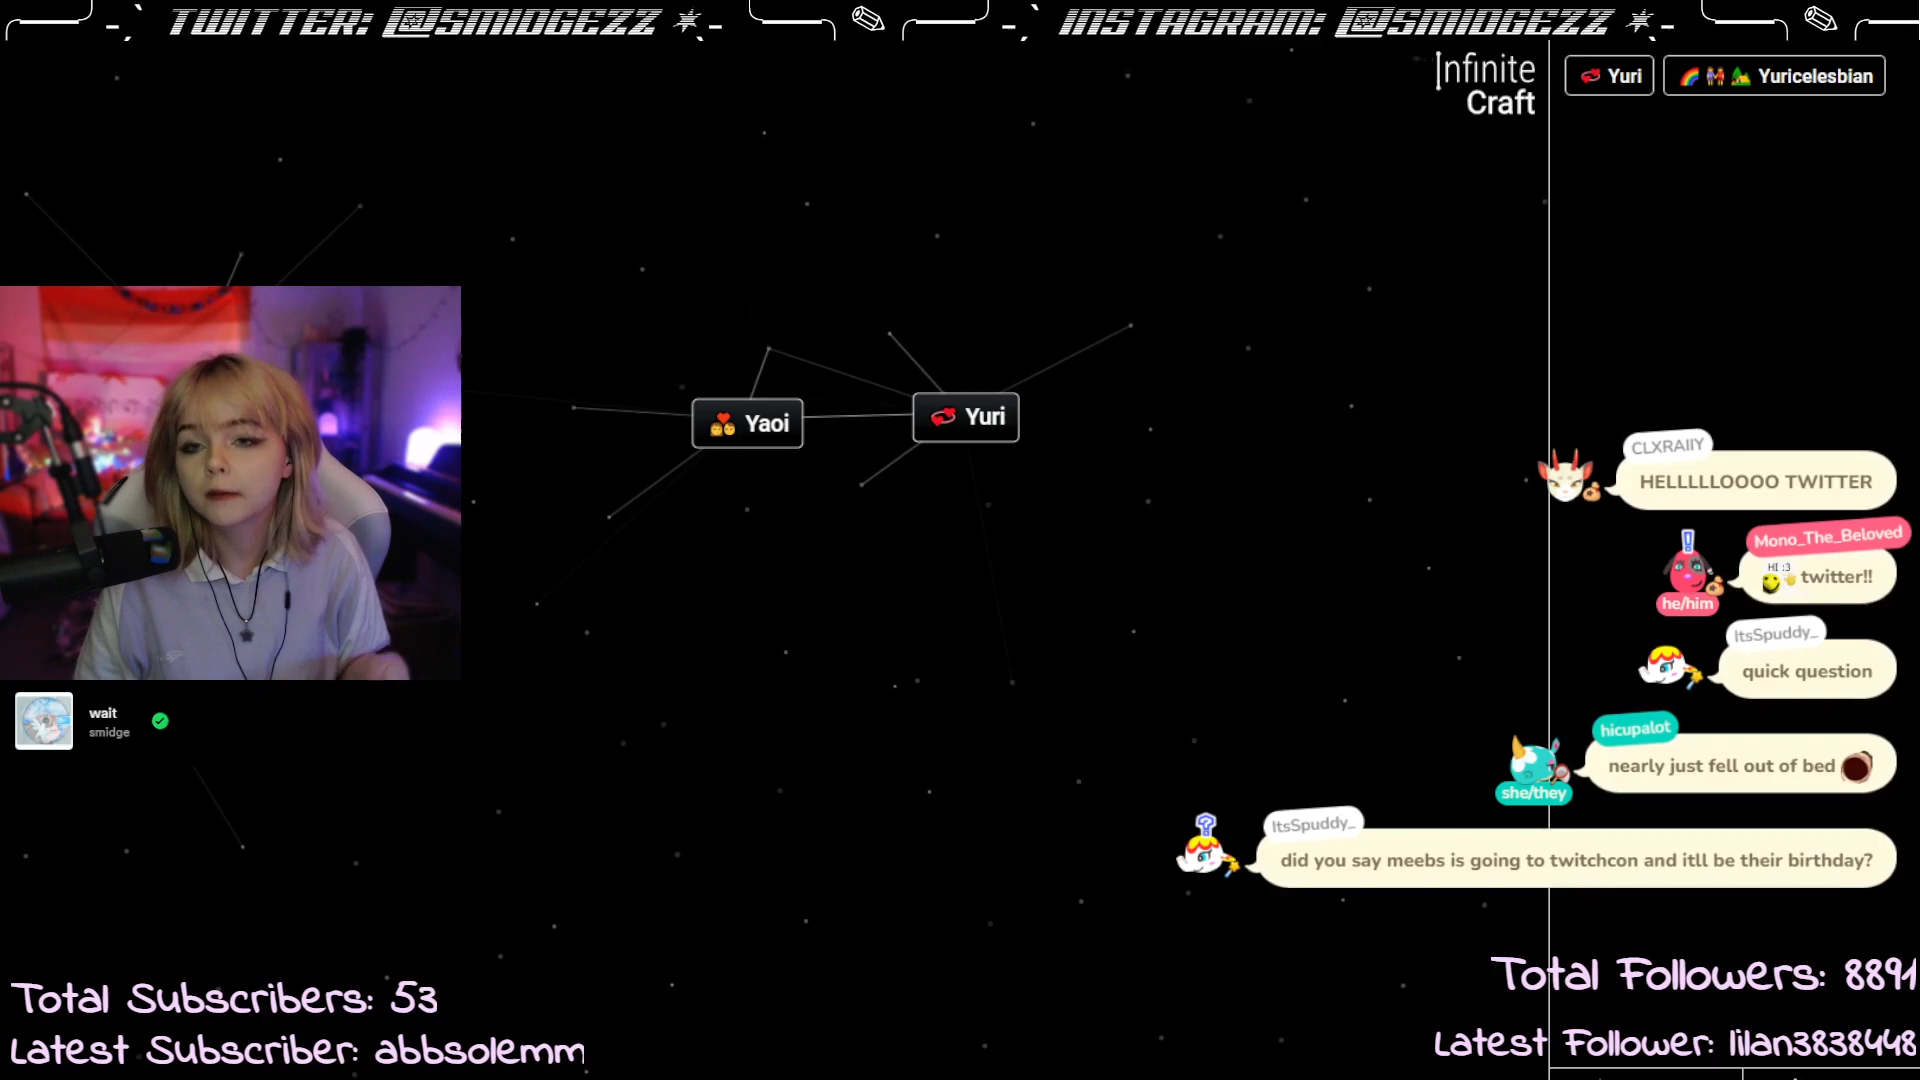 TWITTER: @SMIDGEZZ
INSTAGRAM: @SMIDGEZZ
Infinite
Craft
Yuri
Yuricelesbian
Yaoi
Yuri
CLXRAIIY
HELLLLLOOOO TWITTER
Mono_The_Beloved
HI :3
twitter!!
he/him
ItsSpuddy_
quick question
hicupalot
nearly just fell out of bed
she/they
ItsSpuddy_
did you say meebs is going to twitchcon and itll be their birthday?
wait
smidge
Total Subscribers: 53
Latest Subscriber: abbsolemm
Total Followers: 8891
Latest Follower: lilan3838448